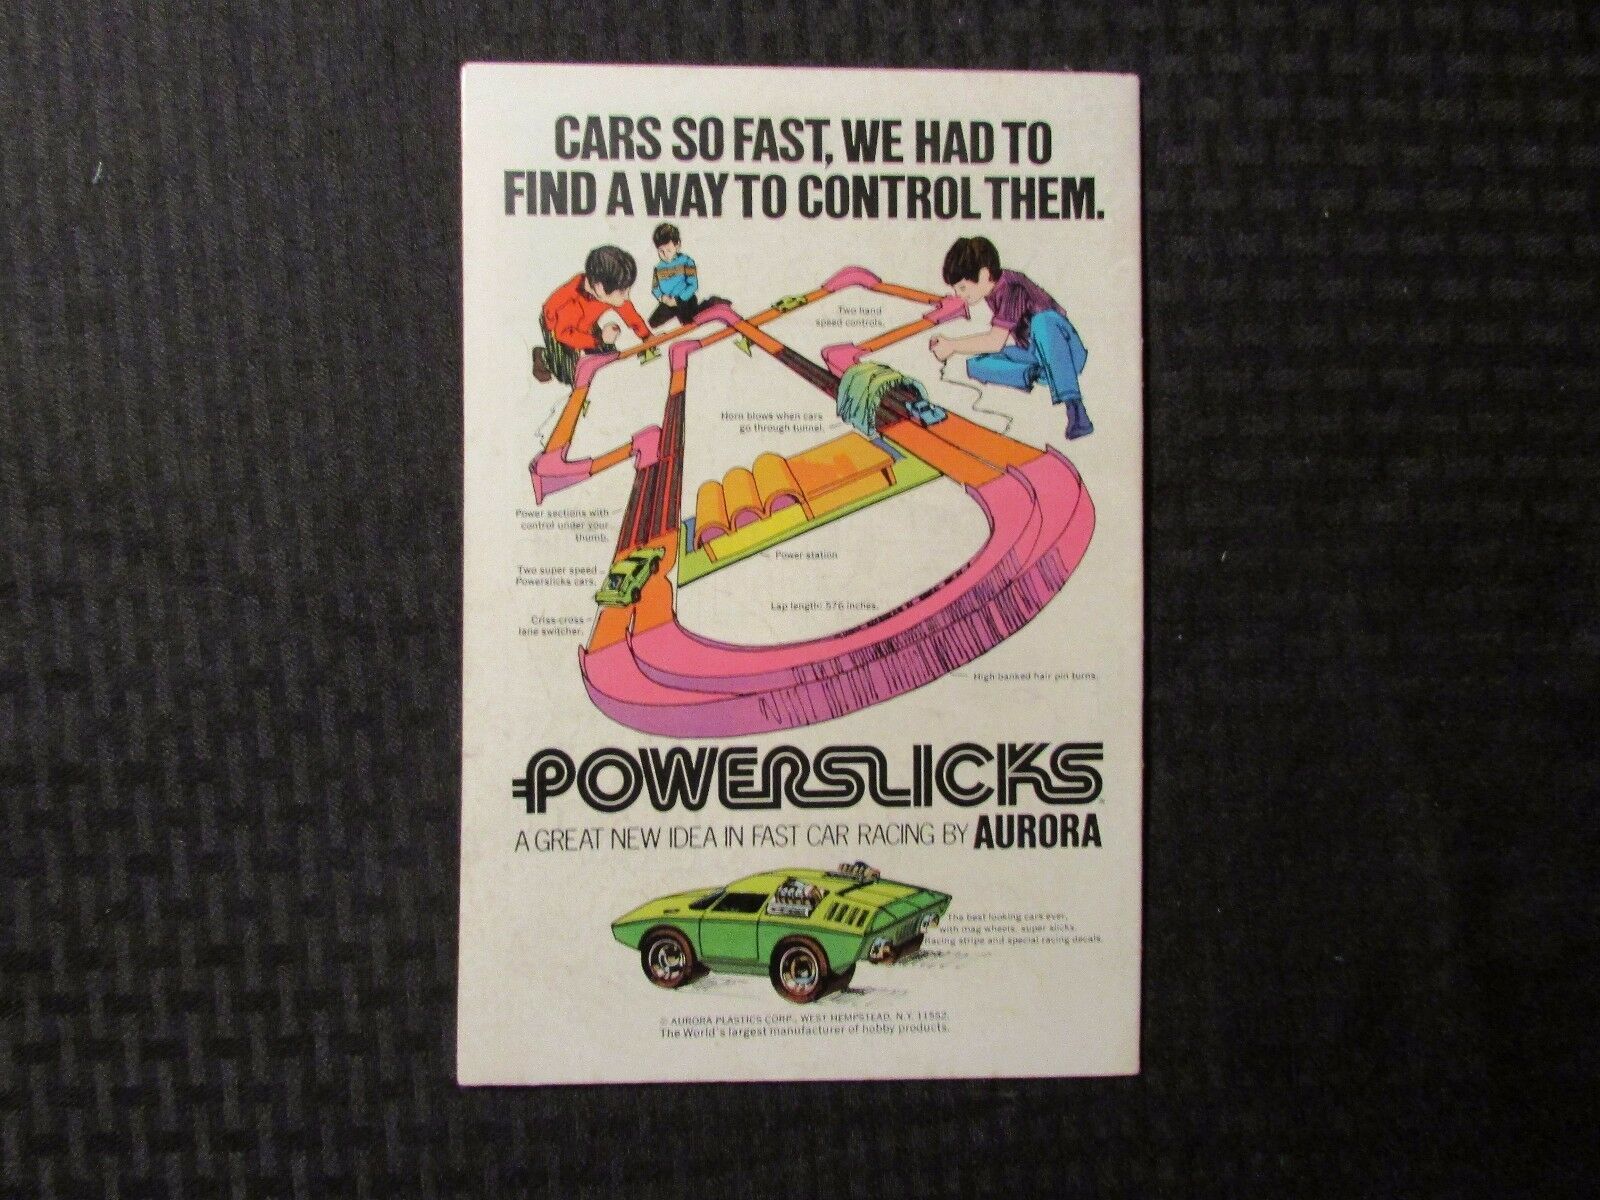 CARS SO FAST, WE HAD TO
FIND A WAY TO CONTROL THEM.
Two hand
speed controls.
Horn blows when cars
go through tunnel.
Power sections with
control under your
thumb.
Power station
Two super speed
Powerslicks cars.
Lap length: 576 inches.
Criss-cross
lane switcher.
High banked hair pin turns.
POWERSLICKS
A GREAT NEW IDEA IN FAST CAR RACING BY AURORA
The best looking cars ever,
with mag wheels, super slicks.
Racing stripe and special racing decals.
© AURORA PLASTICS CORP., WEST HEMPSTEAD, N.Y. 11552.
The World's largest manufacturer of hobby products.